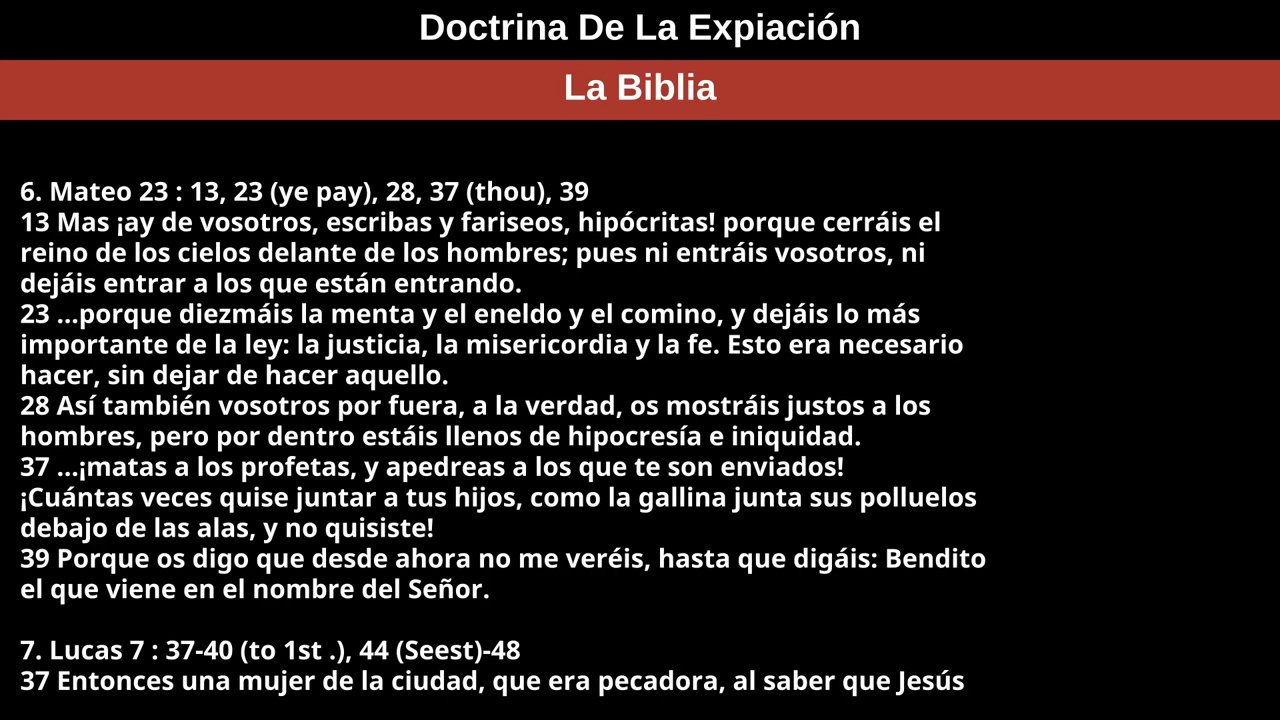 Doctrina De La Expiación
La Biblia
6. Mateo 23 : 13, 23 (ye pay), 28, 37 (thou), 39
13 Mas ¡ay de vosotros, escribas y fariseos, hipócritas! porque cerráis el
reino de los cielos delante de los hombres; pues ni entráis vosotros, ni
dejáis entrar a los que están entrando.
23 ...porque diezmáis la menta y el eneldo y el comino, y dejáis lo más
importante de la ley: la justicia, la misericordia y la fe. Esto era necesario
hacer, sin dejar de hacer aquello.
28 Así también vosotros por fuera, a la verdad, os mostráis justos a los
hombres, pero por dentro estáis llenos de hipocresía e iniquidad.
37 ...¡matas a los profetas, y apedreas a los que te son enviados!
¡Cuántas veces quise juntar a tus hijos, como la gallina junta sus polluelos
debajo de las alas, y no quisiste!
39 Porque os digo que desde ahora no me veréis, hasta que digáis: Bendito
el que viene en el nombre del Señor.
7. Lucas 7 : 37-40 (to 1st .), 44 (Seest)-48
37 Entonces una mujer de la ciudad, que era pecadora, al saber que Jesús